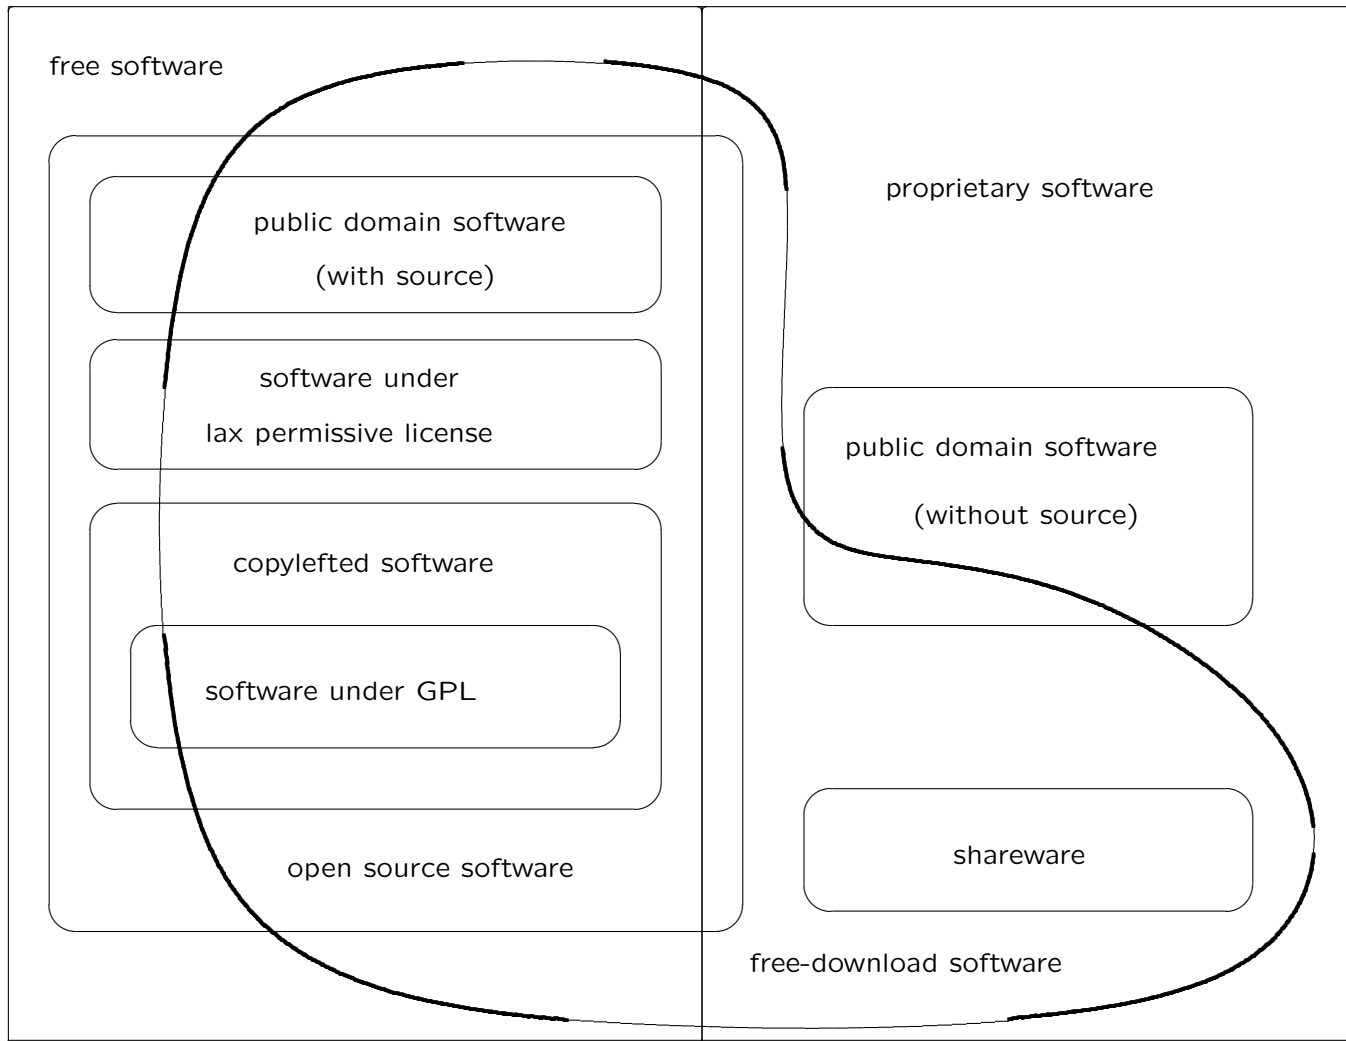 free software
proprietary software
public domain software
(with source)
software under
lax permissive license
public domain software
(without source)
copylefted software
software under GPL
shareware
open source software
free-download software